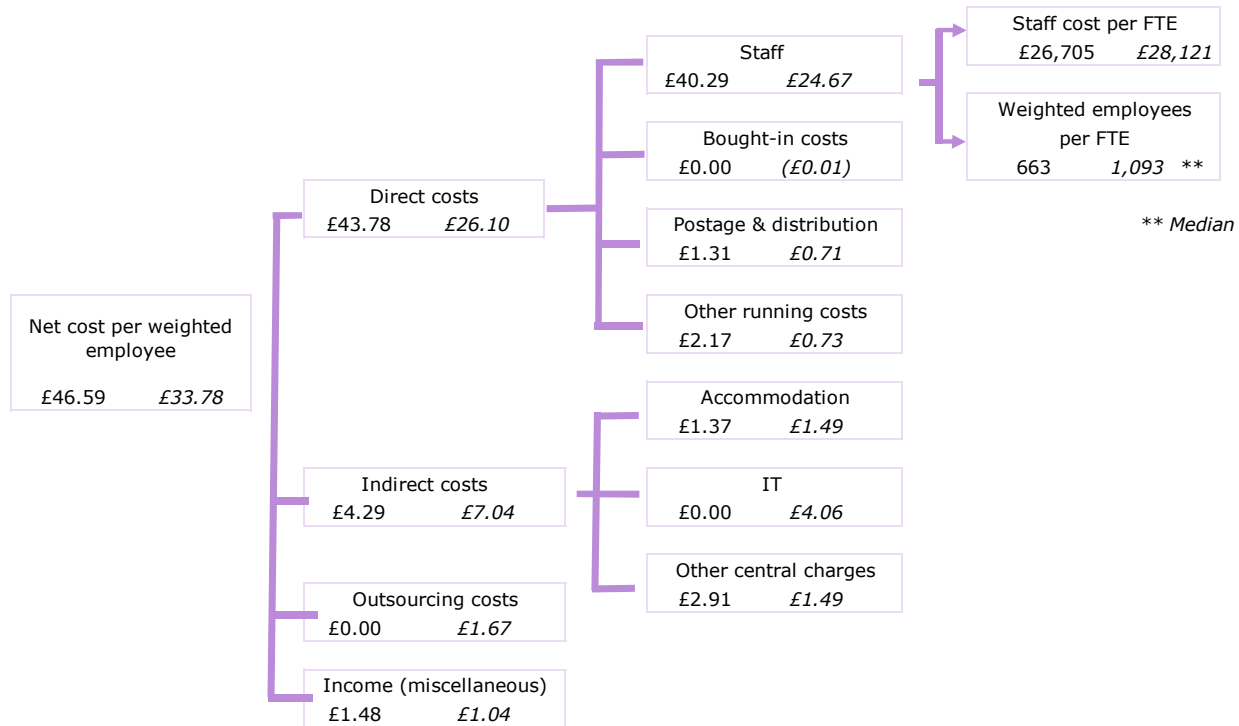 Staff cost per FTE
£26,705 £28,121
Staff
£40.29 £24.67
Weighted employees
per FTE
663 1,093 **
Bought-in costs
£0.00 (£0.01)
Direct costs
£43.78 £26.10
Postage & distribution
£1.31 £0.71
** Median
Other running costs
£2.17 £0.73
Net cost per weighted
employee
£46.59 £33.78
Accommodation
£1.37 £1.49
Indirect costs
£4.29 £7.04
IT
£0.00 £4.06
Other central charges
£2.91 £1.49
Outsourcing costs
£0.00 £1.67
Income (miscellaneous)
£1.48 £1.04